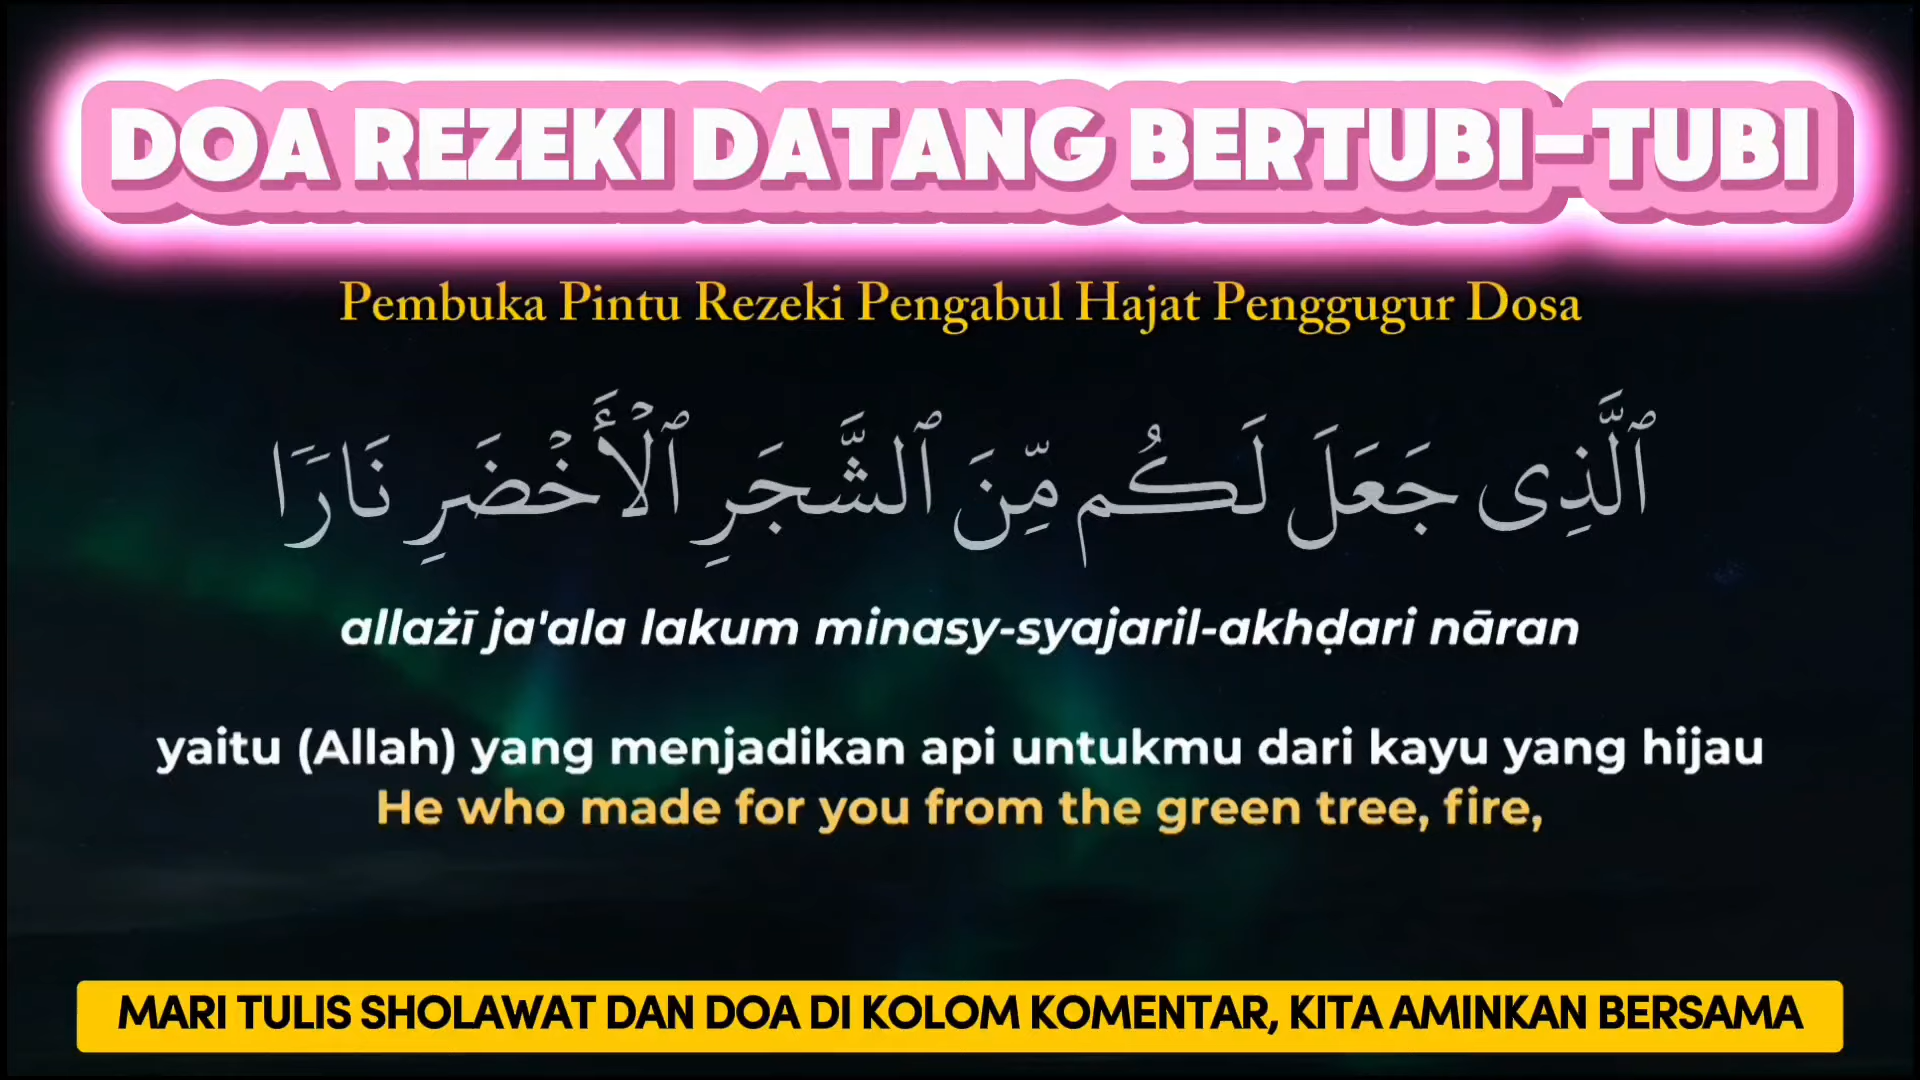 DOA REZEKI DATANG BERTUBI-TUBI
Pembuka Pintu Rezeki Pengabul Hajat Penggugur Dosa
ٱلَّذِى جَعَلَ لَكُم مِّنَ ٱلشَّجَرِ ٱلْأَخْضَرِ نَارًا
allażī ja'ala lakum minasy-syajaril-akhḍari nāran
yaitu (Allah) yang menjadikan api untukmu dari kayu yang hijau
He who made for you from the green tree, fire,
MARI TULIS SHOLAWAT DAN DOA DI KOLOM KOMENTAR, KITA AMINKAN BERSAMA